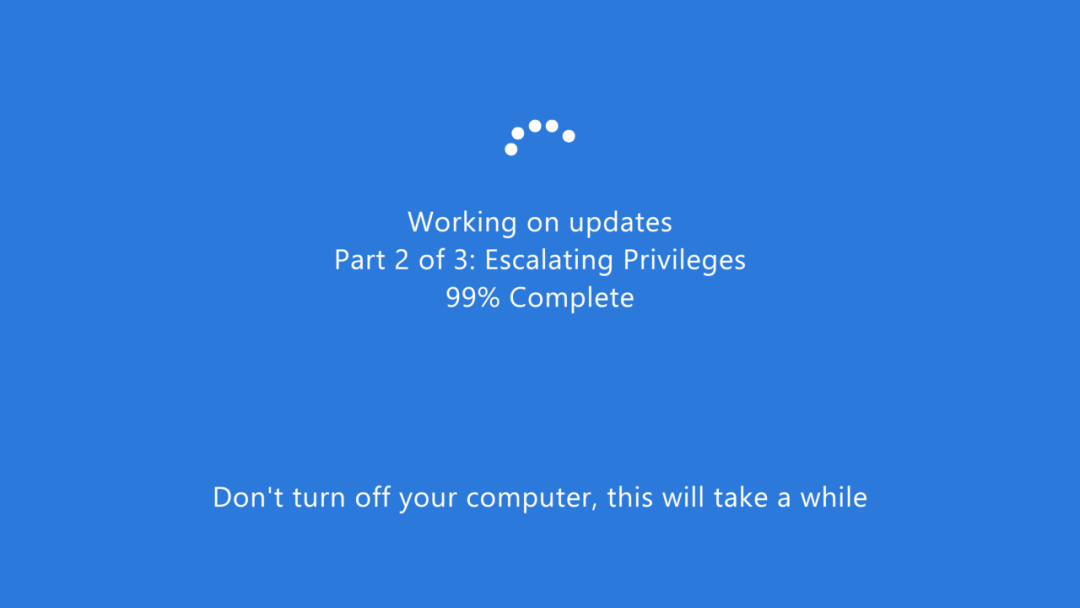 Working on updates
Part 2 of 3: Escalating Privileges
99% Complete
Don't turn off your computer, this will take a while